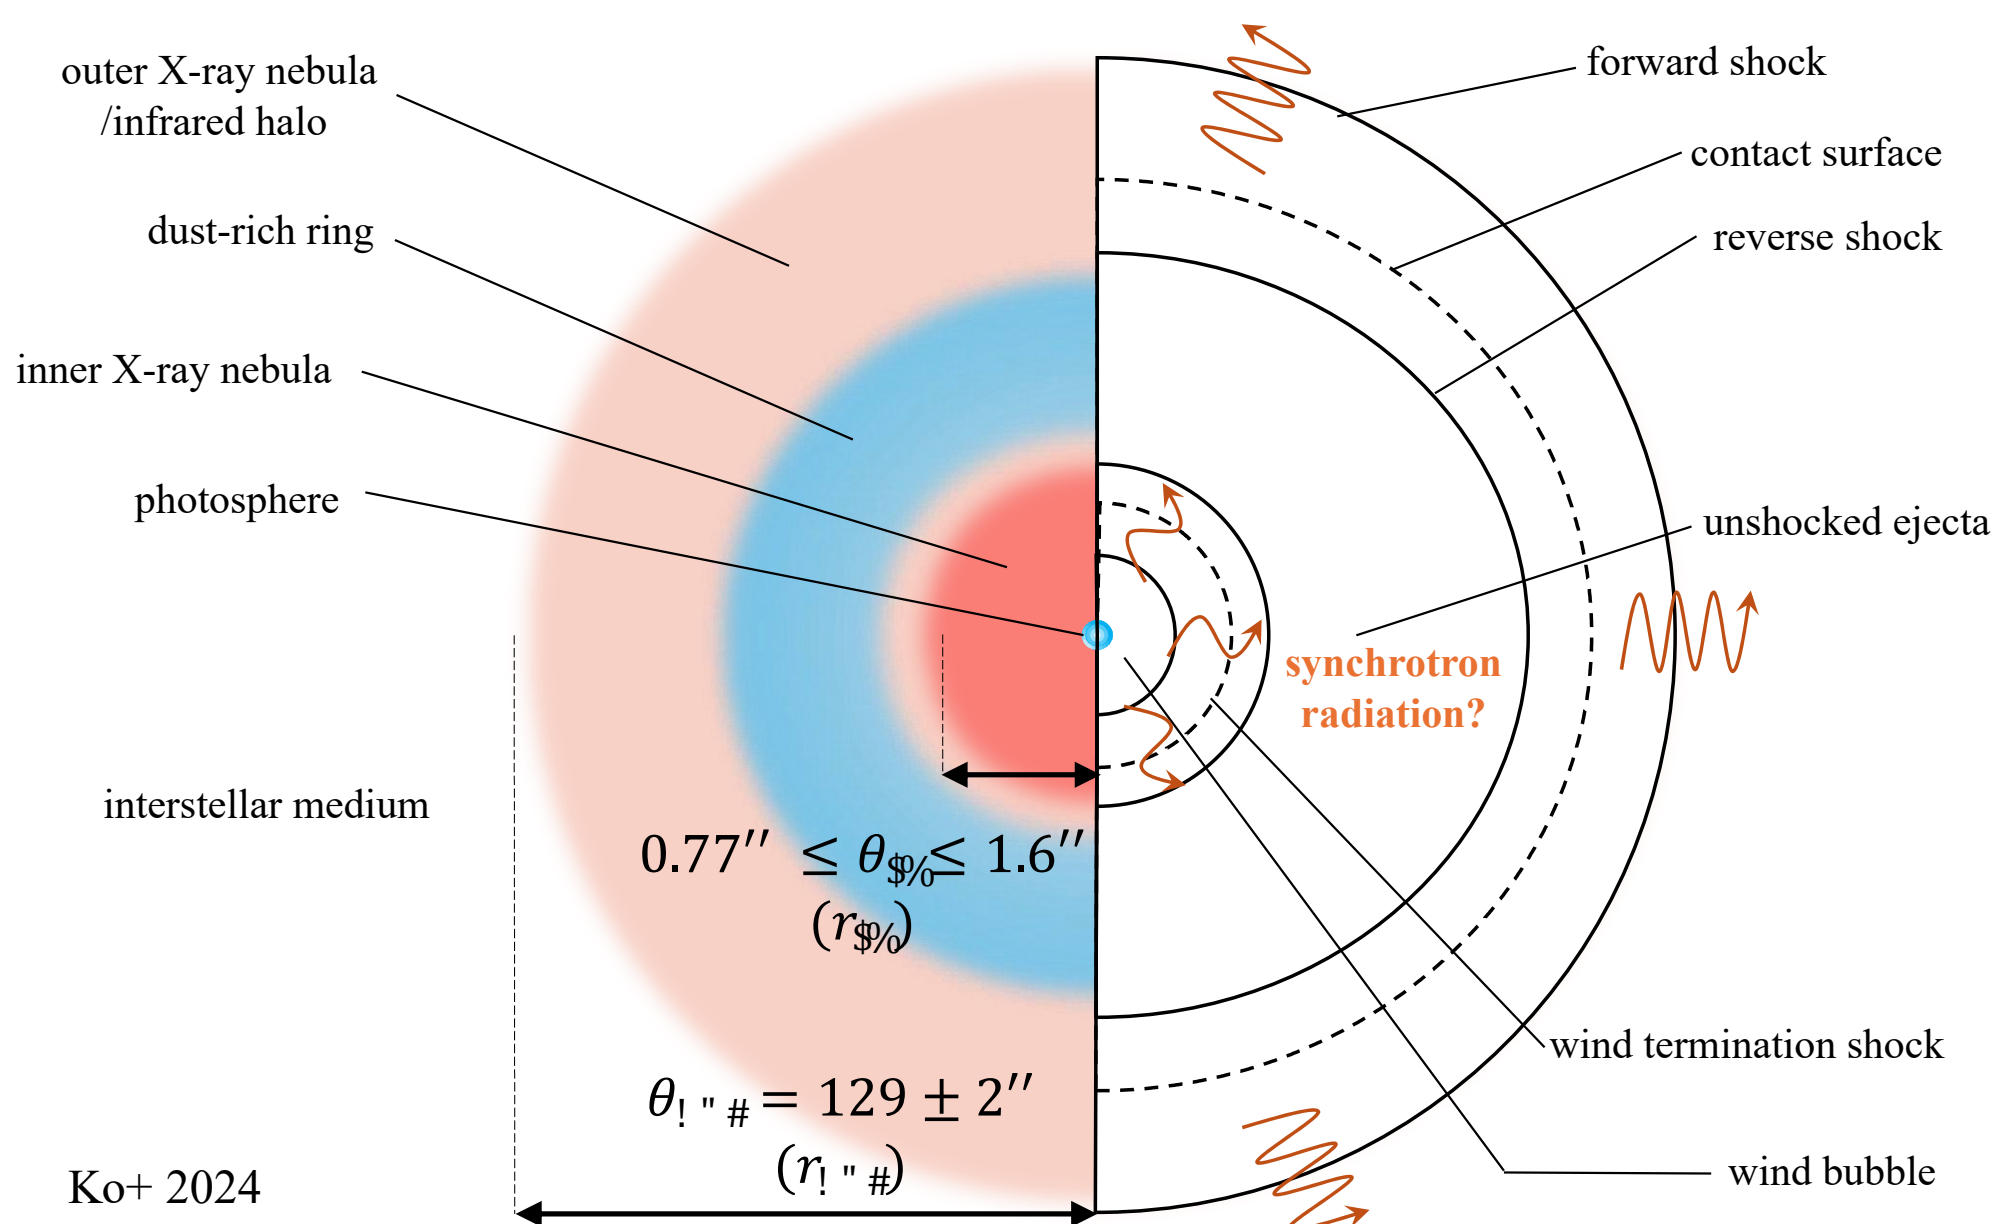 outer X-ray nebula
/infrared halo
dust-rich ring
inner X-ray nebula
photosphere
interstellar medium
0.77′′ ≤ θ$% ≤ 1.6′′
(r$%)
θ! " # = 129 ± 2′′
(r! " #)
Ko+ 2024
forward shock
contact surface
reverse shock
unshocked ejecta
synchrotron
radiation?
wind termination shock
wind bubble